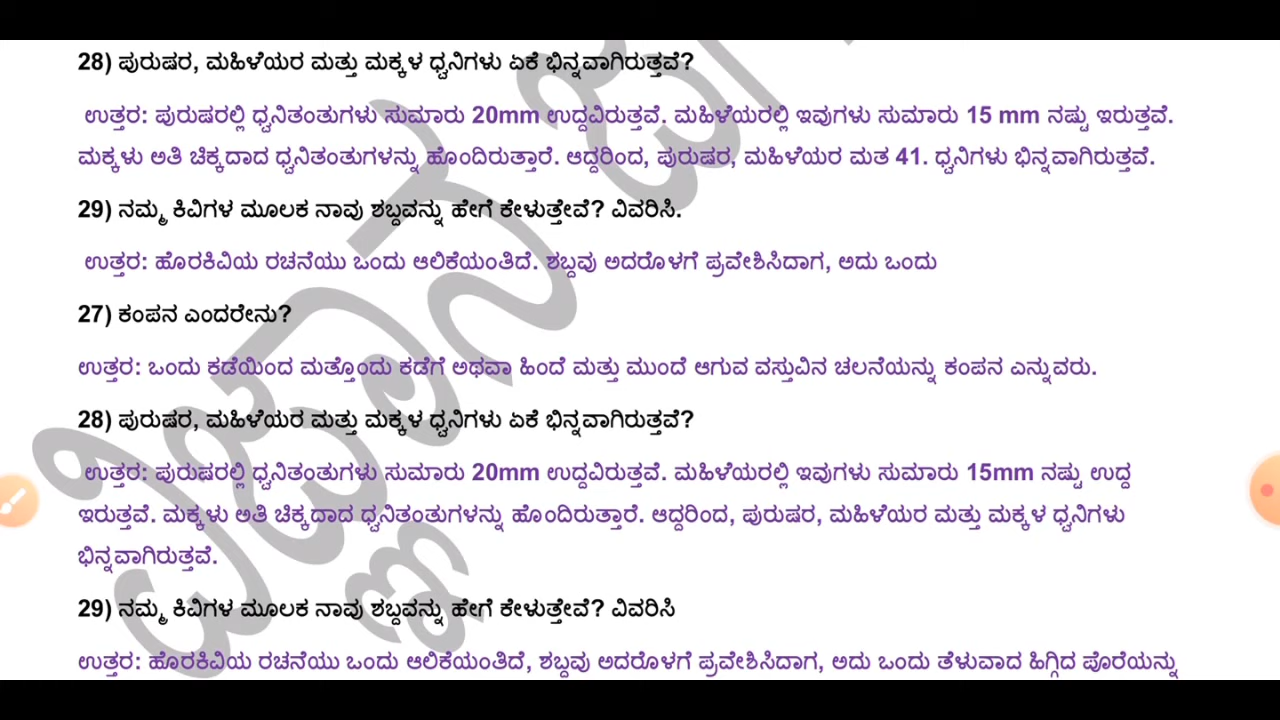 28) ಪುರುಷರ, ಮಹಿಳೆಯರ ಮತ್ತು ಮಕ್ಕಳ ಧ್ವನಿಗಳು ಏಕೆ ಭಿನ್ನವಾಗಿರುತ್ತವೆ?
ಉತ್ತರ: ಪುರುಷರಲ್ಲಿ ಧ್ವನಿತಂತುಗಳು ಸುಮಾರು 20mm ಉದ್ದವಿರುತ್ತವೆ. ಮಹಿಳೆಯರಲ್ಲಿ ಇವುಗಳು ಸುಮಾರು 15 mm ನಷ್ಟು ಇರುತ್ತವೆ.
ಮಕ್ಕಳು ಅತಿ ಚಿಕ್ಕದಾದ ಧ್ವನಿತಂತುಗಳನ್ನು ಹೊಂದಿರುತ್ತಾರೆ. ಆದ್ದರಿಂದ, ಪುರುಷರ, ಮಹಿಳೆಯರ ಮತ 41. ಧ್ವನಿಗಳು ಭಿನ್ನವಾಗಿರುತ್ತವೆ.
29) ನಮ್ಮ ಕಿವಿಗಳ ಮೂಲಕ ನಾವು ಶಬ್ದವನ್ನು ಹೇಗೆ ಕೇಳುತ್ತೇವೆ? ವಿವರಿಸಿ.
ಉತ್ತರ: ಹೊರಕಿವಿಯ ರಚನೆಯು ಒಂದು ಆಲಿಕೆಯಂತಿದೆ. ಶಬ್ದವು ಅದರೊಳಗೆ ಪ್ರವೇಶಿಸಿದಾಗ, ಅದು ಒಂದು
27) ಕಂಪನ ಎಂದರೇನು?
ಉತ್ತರ: ಒಂದು ಕಡೆಯಿಂದ ಮತ್ತೊಂದು ಕಡೆಗೆ ಅಥವಾ ಹಿಂದೆ ಮತ್ತು ಮುಂದೆ ಆಗುವ ವಸ್ತುವಿನ ಚಲನೆಯನ್ನು ಕಂಪನ ಎನ್ನುವರು.
28) ಪುರುಷರ, ಮಹಿಳೆಯರ ಮತ್ತು ಮಕ್ಕಳ ಧ್ವನಿಗಳು ಏಕೆ ಭಿನ್ನವಾಗಿರುತ್ತವೆ?
ಉತ್ತರ: ಪುರುಷರಲ್ಲಿ ಧ್ವನಿತಂತುಗಳು ಸುಮಾರು 20mm ಉದ್ದವಿರುತ್ತವೆ. ಮಹಿಳೆಯರಲ್ಲಿ ಇವುಗಳು ಸುಮಾರು 15mm ನಷ್ಟು ಉದ್ದ
ಇರುತ್ತವೆ. ಮಕ್ಕಳು ಅತಿ ಚಿಕ್ಕದಾದ ಧ್ವನಿತಂತುಗಳನ್ನು ಹೊಂದಿರುತ್ತಾರೆ. ಆದ್ದರಿಂದ, ಪುರುಷರ, ಮಹಿಳೆಯರ ಮತ್ತು ಮಕ್ಕಳ ಧ್ವನಿಗಳು
ಭಿನ್ನವಾಗಿರುತ್ತವೆ.
29) ನಮ್ಮ ಕಿವಿಗಳ ಮೂಲಕ ನಾವು ಶಬ್ದವನ್ನು ಹೇಗೆ ಕೇಳುತ್ತೇವೆ? ವಿವರಿಸಿ
ಉತ್ತರ: ಹೊರಕಿವಿಯ ರಚನೆಯು ಒಂದು ಆಲಿಕೆಯಂತಿದೆ, ಶಬ್ದವು ಅದರೊಳಗೆ ಪ್ರವೇಶಿಸಿದಾಗ, ಅದು ಒಂದು ತೆಳುವಾದ ಹಿಗ್ಗಿದ ಪೊರೆಯನ್ನು